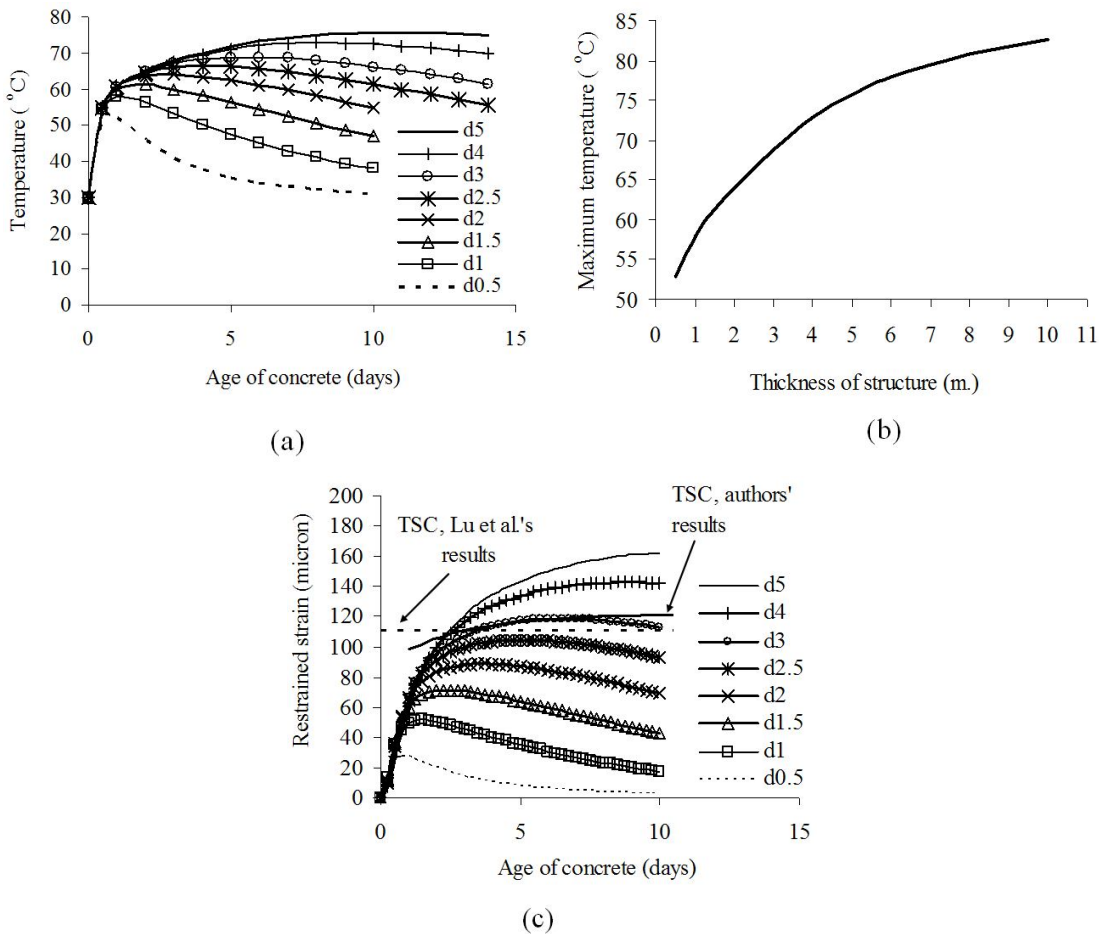 80
70
60
50
40
30
20
10
0
Temperature ( °C)
0 5 10 15
Age of concrete (days)
d5
d4
d3
d2.5
d2
d1.5
d1
d0.5
(a)
85
80
75
70
65
60
55
50
Maximum temperature ( °C)
0 1 2 3 4 5 6 7 8 9 10 11
Thickness of structure (m.)
(b)
200
180
160
140
120
100
80
60
40
20
0
Restrained strain (micron)
TSC, Lu et al.'s
results
TSC, authors'
results
d5
d4
d3
d2.5
d2
d1.5
d1
d0.5
0 5 10 15
Age of concrete (days)
(c)